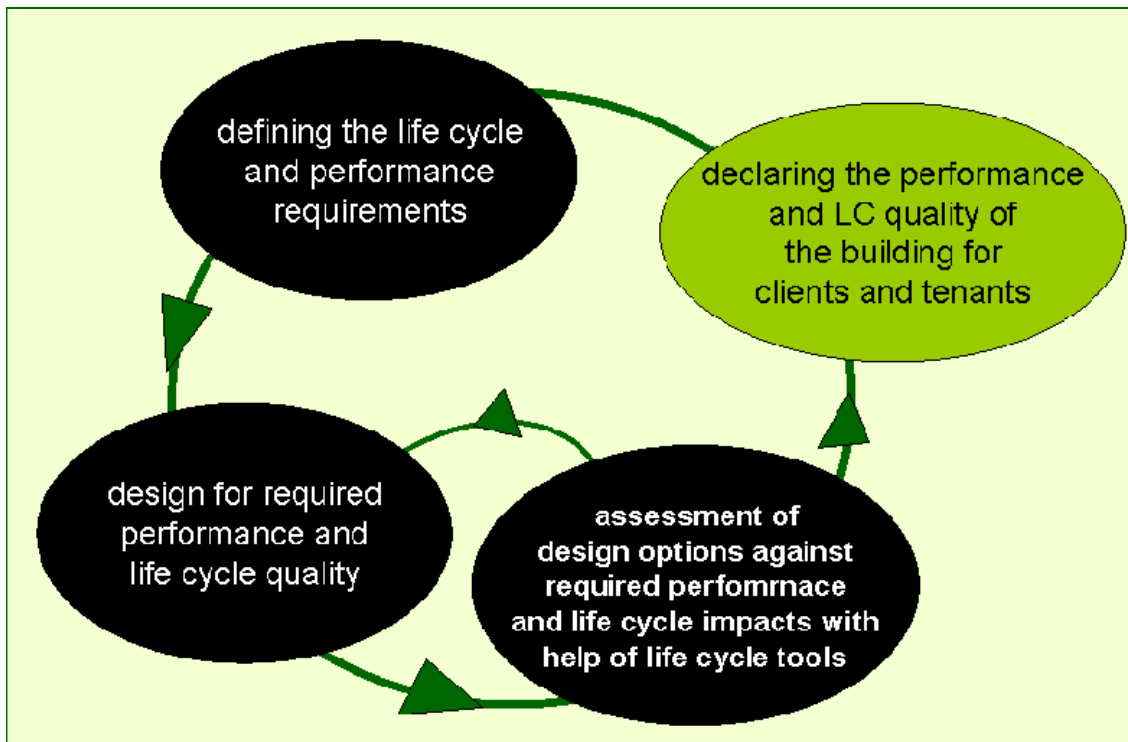 defining the life cycle
and performance
requirements
declaring the performance
and LC quality of
the building for
clients and tenants
design for required
performance and
life cycle quality
assessment of
design options against
required perfomrnace
and life cycle impacts with
help of life cycle tools